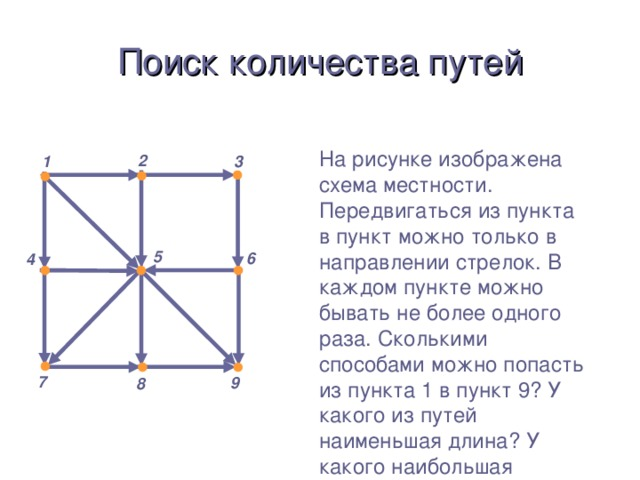 Поиск количества путей
1 2 3
4 5 6
7 8 9
На рисунке изображена
схема местности.
Передвигаться из пункта
в пункт можно только в
направлении стрелок. В
каждом пункте можно
бывать не более одного
раза. Сколькими
способами можно попасть
из пункта 1 в пункт 9? У
какого из путей
наименьшая длина? У
какого наибольшая